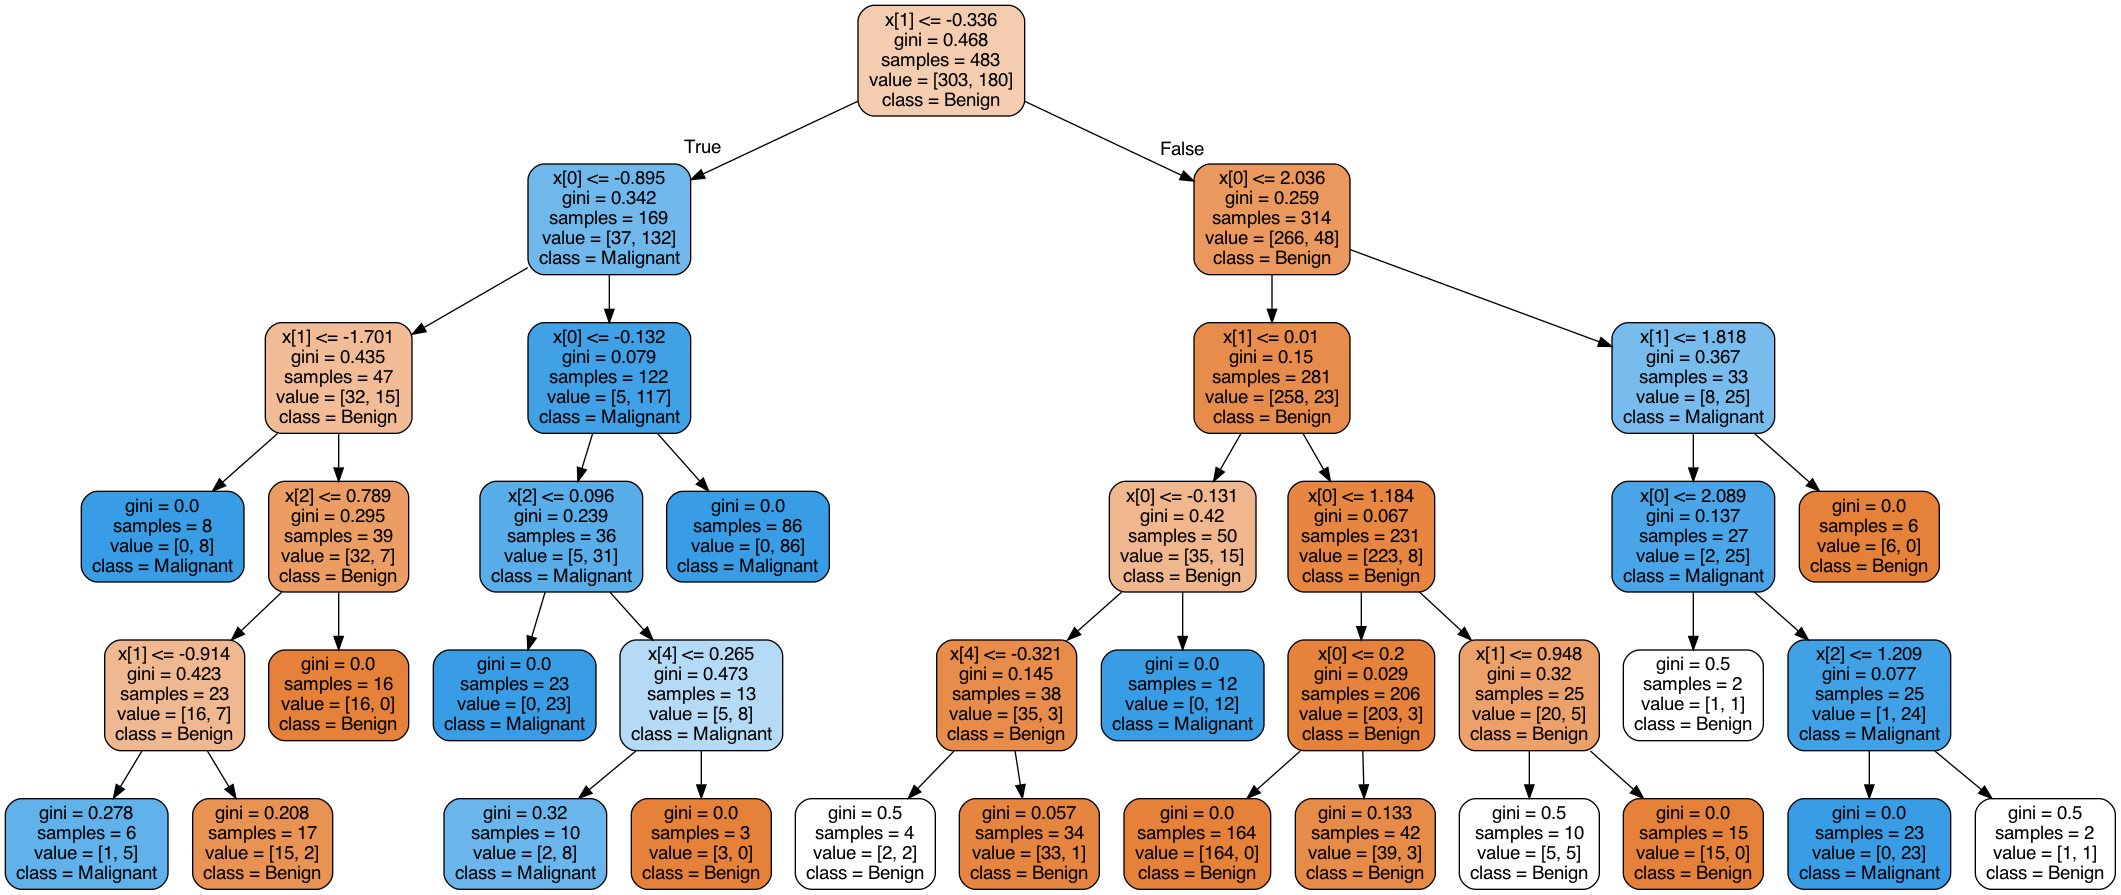 x[1] <= -0.336
gini = 0.468
samples = 483
value = [303, 180]
class = Benign
True
False
x[0] <= -0.895
gini = 0.342
samples = 169
value = [37, 132]
class = Malignant
x[0] <= 2.036
gini = 0.259
samples = 314
value = [266, 48]
class = Benign
x[1] <= -1.701
gini = 0.435
samples = 47
value = [32, 15]
class = Benign
x[0] <= -0.132
gini = 0.079
samples = 122
value = [5, 117]
class = Malignant
x[1] <= 0.01
gini = 0.15
samples = 281
value = [258, 23]
class = Benign
x[1] <= 1.818
gini = 0.367
samples = 33
value = [8, 25]
class = Malignant
gini = 0.0
samples = 8
value = [0, 8]
class = Malignant
x[2] <= 0.789
gini = 0.295
samples = 39
value = [32, 7]
class = Benign
x[2] <= 0.096
gini = 0.239
samples = 36
value = [5, 31]
class = Malignant
gini = 0.0
samples = 86
value = [0, 86]
class = Malignant
x[0] <= -0.131
gini = 0.42
samples = 50
value = [35, 15]
class = Benign
x[0] <= 1.184
gini = 0.067
samples = 231
value = [223, 8]
class = Benign
x[0] <= 2.089
gini = 0.137
samples = 27
value = [2, 25]
class = Malignant
gini = 0.0
samples = 6
value = [6, 0]
class = Benign
x[1] <= -0.914
gini = 0.423
samples = 23
value = [16, 7]
class = Benign
gini = 0.0
samples = 16
value = [16, 0]
class = Benign
gini = 0.0
samples = 23
value = [0, 23]
class = Malignant
x[4] <= 0.265
gini = 0.473
samples = 13
value = [5, 8]
class = Malignant
x[4] <= -0.321
gini = 0.145
samples = 38
value = [35, 3]
class = Benign
gini = 0.0
samples = 12
value = [0, 12]
class = Malignant
x[0] <= 0.2
gini = 0.029
samples = 206
value = [203, 3]
class = Benign
x[1] <= 0.948
gini = 0.32
samples = 25
value = [20, 5]
class = Benign
gini = 0.5
samples = 2
value = [1, 1]
class = Benign
x[2] <= 1.209
gini = 0.077
samples = 25
value = [1, 24]
class = Malignant
gini = 0.278
samples = 6
value = [1, 5]
class = Malignant
gini = 0.208
samples = 17
value = [15, 2]
class = Benign
gini = 0.32
samples = 10
value = [2, 8]
class = Malignant
gini = 0.0
samples = 3
value = [3, 0]
class = Benign
gini = 0.5
samples = 4
value = [2, 2]
class = Benign
gini = 0.057
samples = 34
value = [33, 1]
class = Benign
gini = 0.0
samples = 164
value = [164, 0]
class = Benign
gini = 0.133
samples = 42
value = [39, 3]
class = Benign
gini = 0.5
samples = 10
value = [5, 5]
class = Benign
gini = 0.0
samples = 15
value = [15, 0]
class = Benign
gini = 0.0
samples = 23
value = [0, 23]
class = Malignant
gini = 0.5
samples = 2
value = [1, 1]
class = Benign